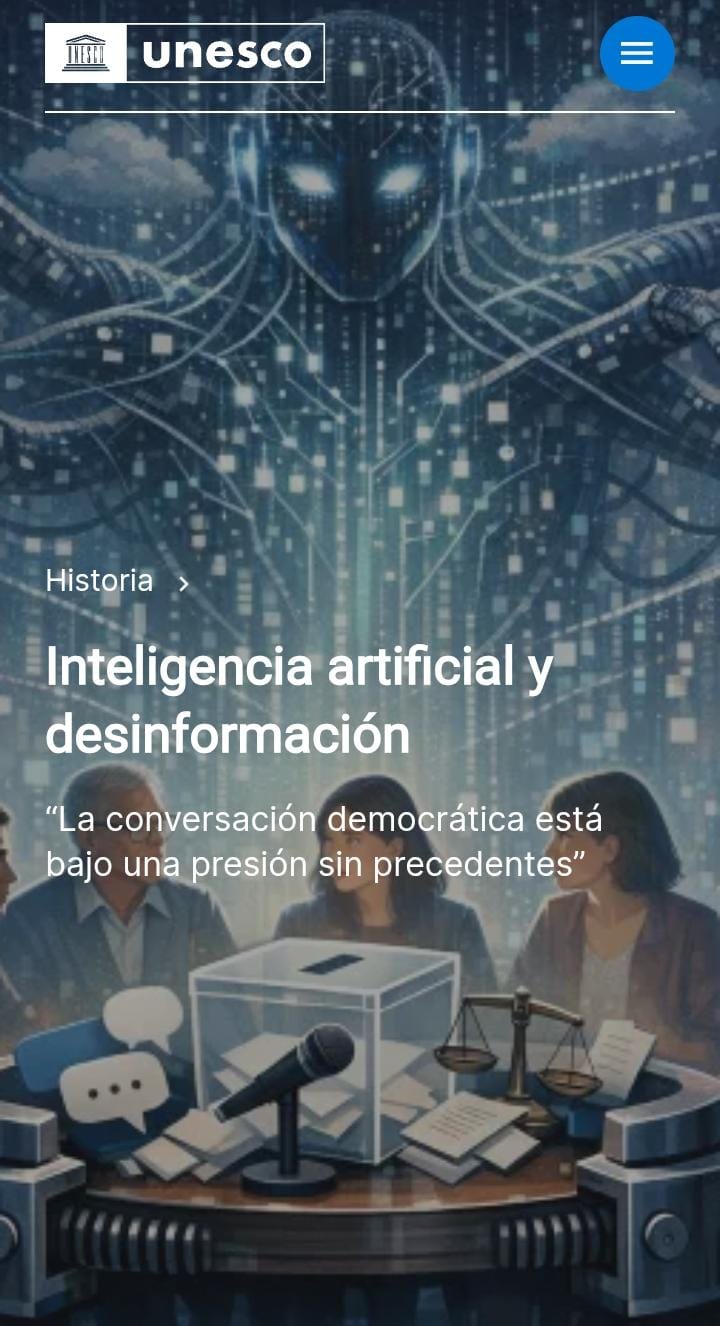 UNESCO
unesco
Historia
Inteligencia artificial y
desinformación
“La conversación democrática está
bajo una presión sin precedentes”